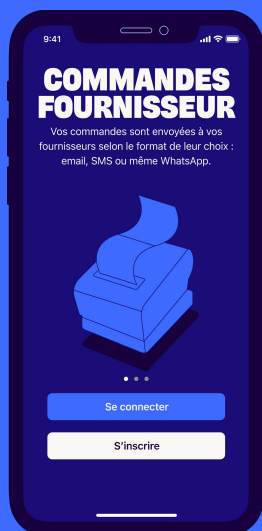 9:41
COMMANDES
FOURNISSEUR
Vos commandes sont envoyées à vos
fournisseurs selon le format de leur choix :
email, SMS ou même WhatsApp.
Se connecter
S'inscrire